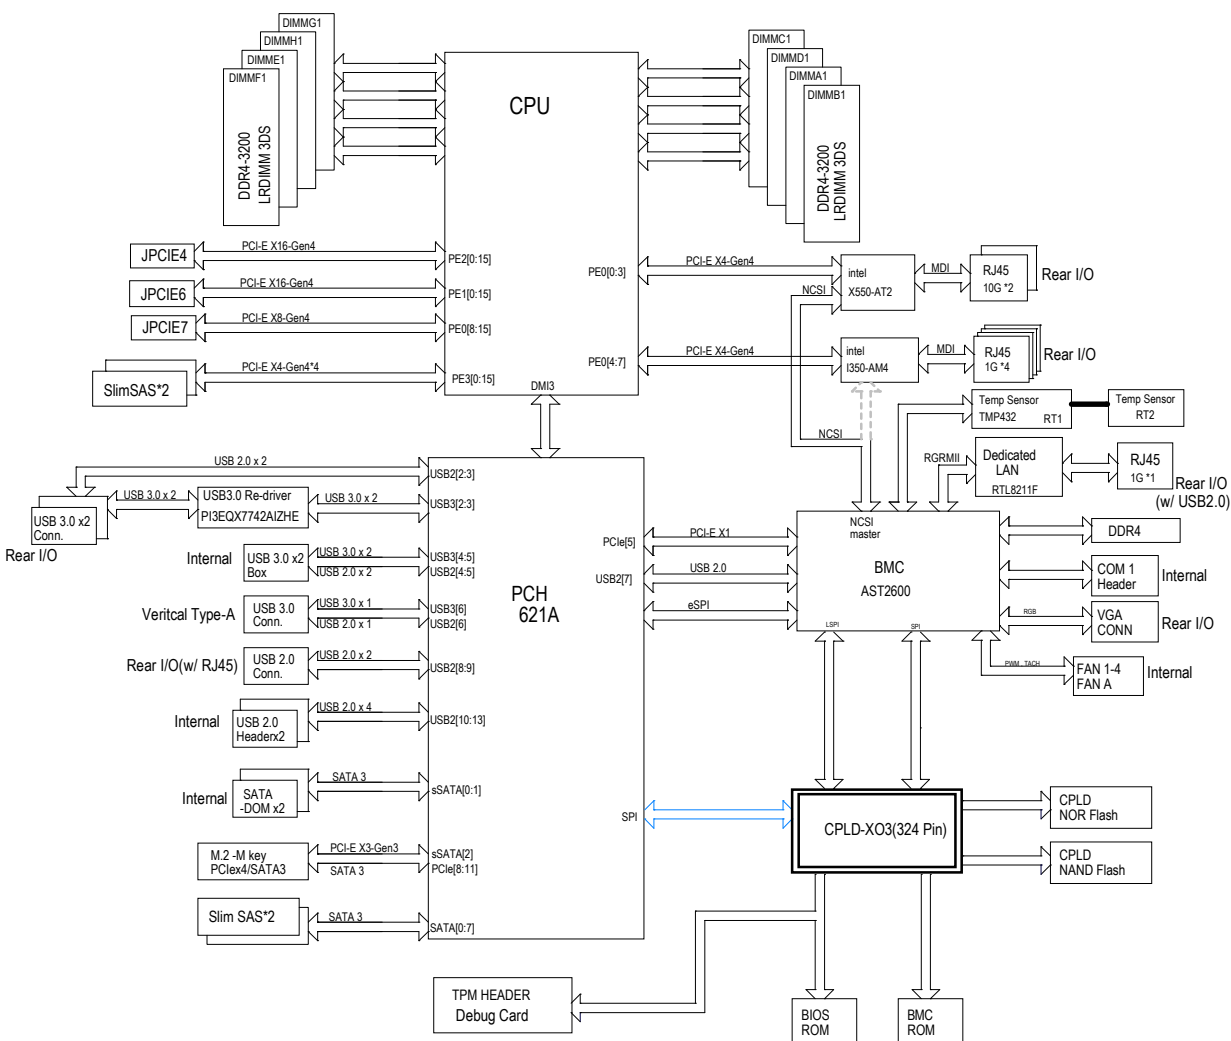 DIMMG1
DIMMH1
DIMME1
DIMMF1
DDR4-3200
LRDIMM 3DS
CPU
DIMMC1
DIMMD1
DIMMA1
DIMMB1
DDR4-3200
LRDIMM 3DS
JPCIE4
PCI-E X16-Gen4
PE2[0:15]
JPCIE6
PCI-E X16-Gen4
PE1[0:15]
JPCIE7
PCI-E X8-Gen4
PE0[8:15]
SlimSAS*2
PCI-E X4-Gen4*4
PE3[0:15]
DMI3
PE0[0:3]
PCI-E X4-Gen4
intel
X550-AT2
MDI
RJ45
10G *2
Rear I/O
NCSI
PE0[4:7]
PCI-E X4-Gen4
intel
I350-AM4
MDI
RJ45
1G *4
Rear I/O
NCSI
Temp Sensor
TMP432
RT1
Temp Sensor
RT2
RGRMII
Dedicated
LAN
RTL8211F
RJ45
1G *1
Rear I/O
(w/ USB2.0)
USB 2.0 x 2
USB2[2:3]
USB 3.0 x2
Conn.
Rear I/O
USB 3.0 x 2
USB3.0 Re-driver
PI3EQX7742AIZHE
USB 3.0 x 2
USB3[2:3]
Internal
USB 3.0 x2
Box
USB 3.0 x 2
USB 2.0 x 2
USB3[4:5]
USB2[4:5]
Veritcal Type-A
USB 3.0
Conn.
USB 3.0 x 1
USB 2.0 x 1
USB3[6]
USB2[6]
Rear I/O(w/ RJ45)
USB 2.0
Conn.
USB 2.0 x 2
USB2[8:9]
Internal
USB 2.0
Headerx2
USB 2.0 x 4
USB2[10:13]
Internal
SATA
-DOM x2
SATA 3
sSATA[0:1]
M.2 -M key
PCIex4/SATA3
PCI-E X3-Gen3
SATA 3
sSATA[2]
PCIe[8:11]
Slim SAS*2
SATA 3
SATA[0:7]
PCH
621A
PCIe[5]
PCI-E X1
USB2[7]
USB 2.0
eSPI
SPI
NCSI
master
BMC
AST2600
LSPI
SPI
DDR4
COM 1
Header
Internal
RGB
VGA
CONN
Rear I/O
PWM
TACH
FAN 1-4
FAN A
Internal
CPLD-XO3(324 Pin)
CPLD
NOR Flash
CPLD
NAND Flash
TPM HEADER
Debug Card
BIOS
ROM
BMC
ROM